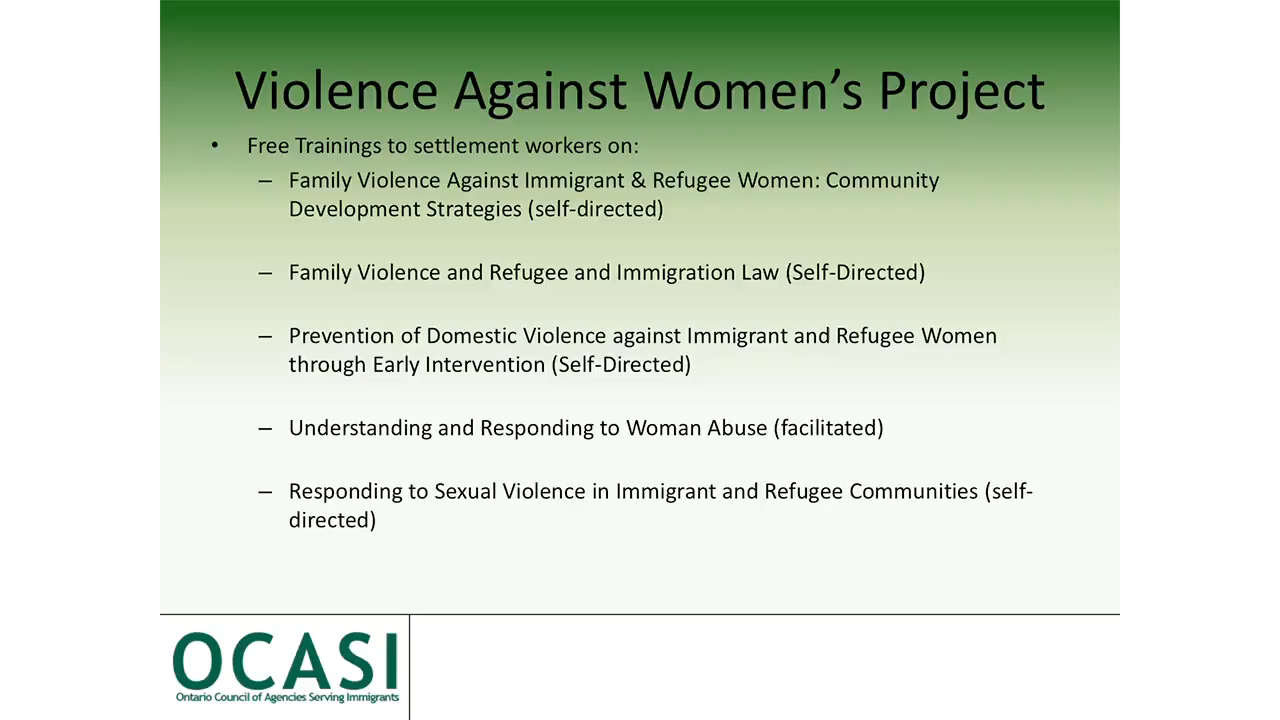 Violence Against Women’s Project
• Free Trainings to settlement workers on:
– Family Violence Against Immigrant & Refugee Women: Community
Development Strategies (self-directed)
– Family Violence and Refugee and Immigration Law (Self-Directed)
– Prevention of Domestic Violence against Immigrant and Refugee Women
through Early Intervention (Self-Directed)
– Understanding and Responding to Woman Abuse (facilitated)
– Responding to Sexual Violence in Immigrant and Refugee Communities (self-
directed)
OCASI
Ontario Council of Agencies Serving Immigrants